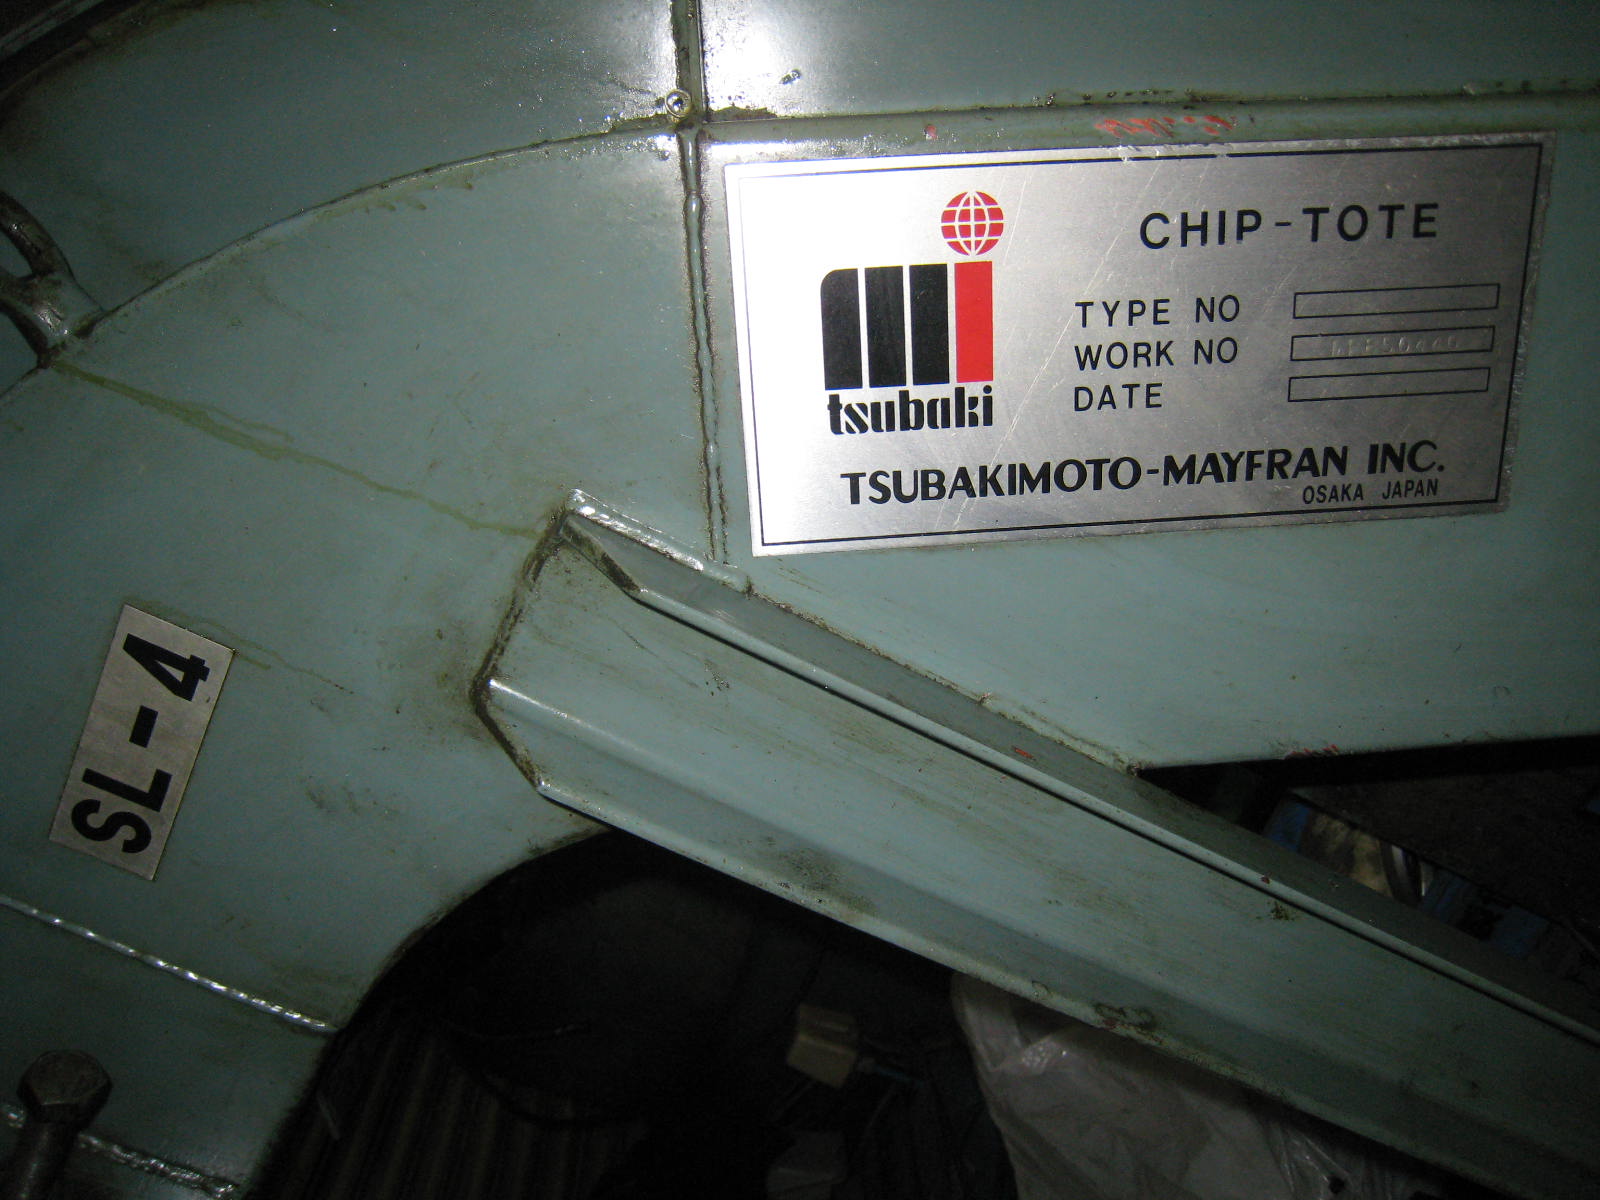 CHIP-TOTE
TYPE NO
WORK NO
DATE
tsubaki
TSUBAKIMOTO-MAYFRAN INC.
OSAKA JAPAN
SL-4